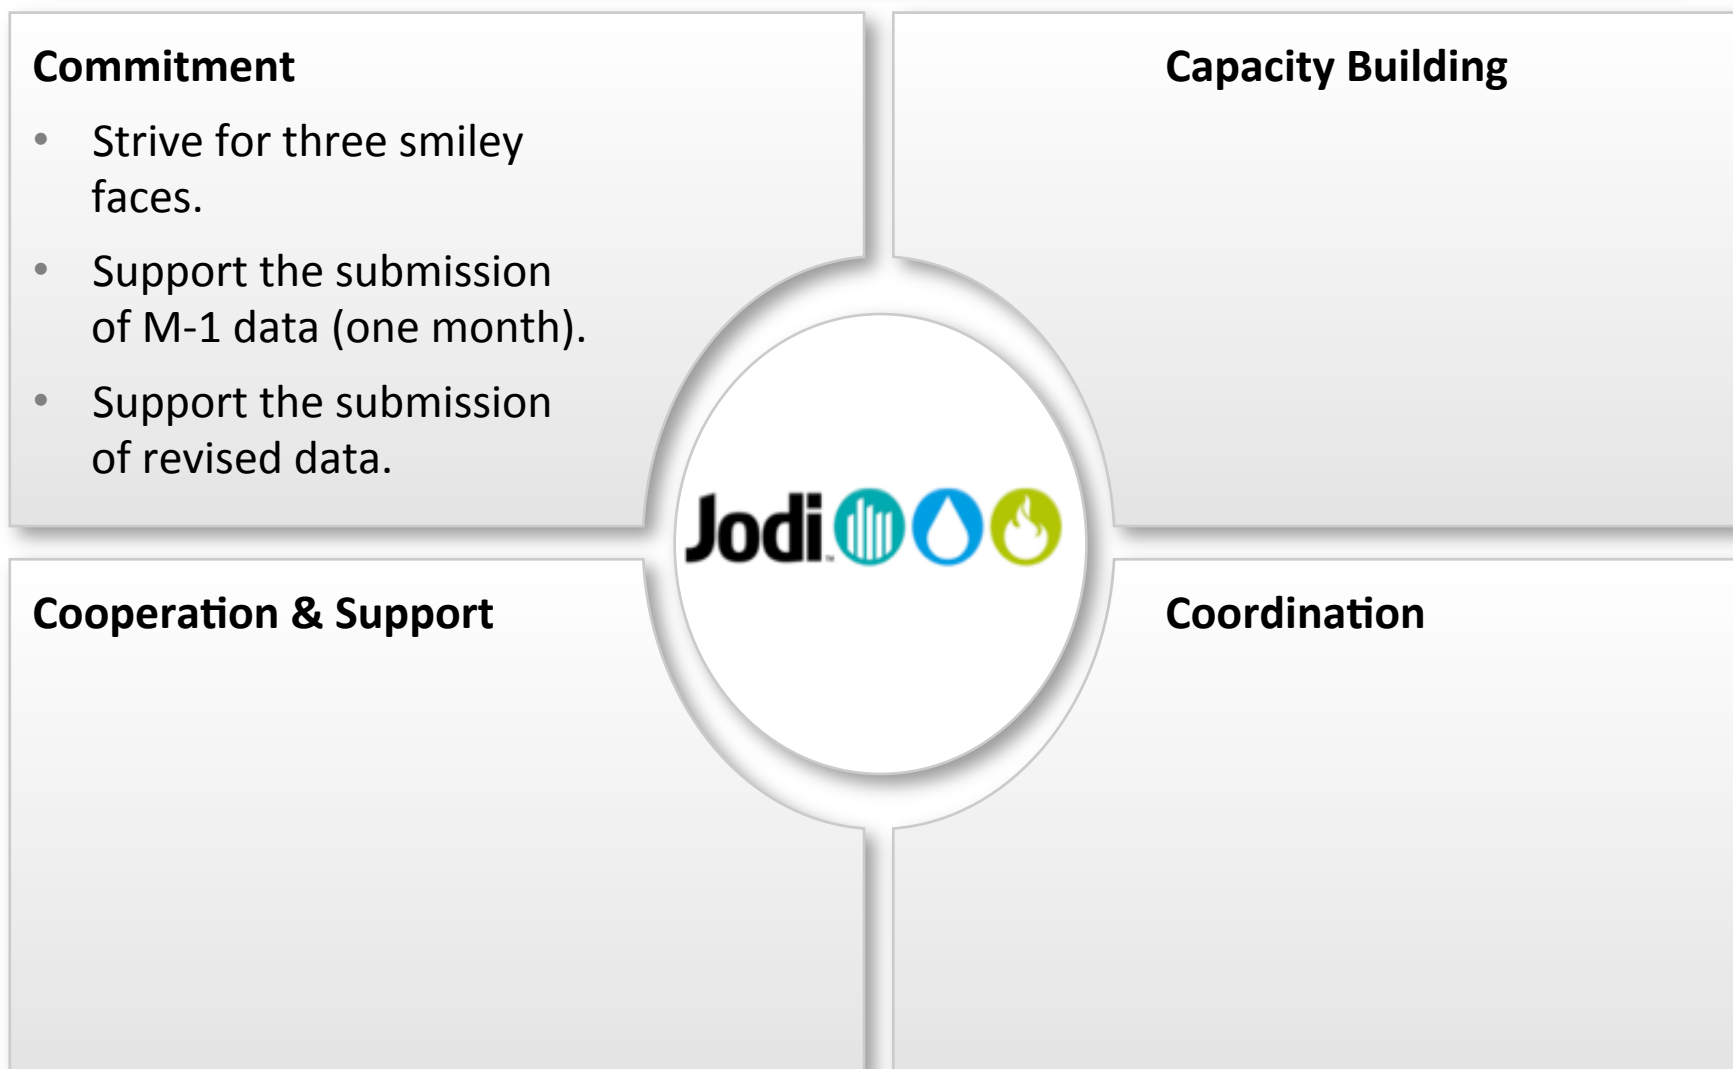 Commitment
• Strive for three smiley
faces.
• Support the submission
of M-1 data (one month).
• Support the submission
of revised data.
Capacity Building
Jodi™
Cooperation & Support
Coordination